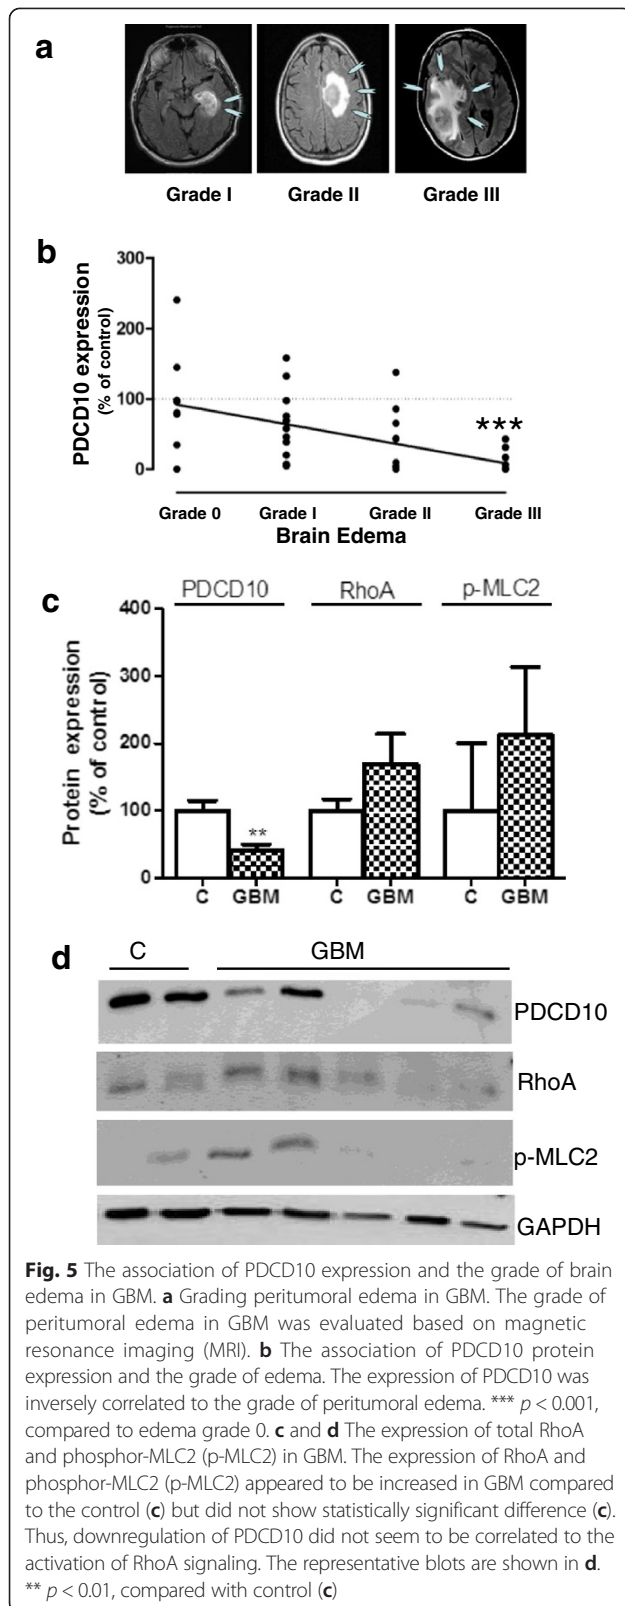 a
Grade I
Grade II
Grade III
b
PDCD10 expression
(% of control)
300
200
100
0
***
Grade 0
Grade I
Grade II
Grade III
Brain Edema
c
PDCD10
RhoA
p-MLC2
Protein expression
(% of control)
400
300
200
100
0
**
C
GBM
C
GBM
C
GBM
d
C
GBM
PDCD10
RhoA
p-MLC2
GAPDH
Fig. 5 The association of PDCD10 expression and the grade of brain
edema in GBM. a Grading peritumoral edema in GBM. The grade of
peritumoral edema in GBM was evaluated based on magnetic
resonance imaging (MRI). b The association of PDCD10 protein
expression and the grade of edema. The expression of PDCD10 was
inversely correlated to the grade of peritumoral edema. *** p < 0.001,
compared to edema grade 0. c and d The expression of total RhoA
and phosphor-MLC2 (p-MLC2) in GBM. The expression of RhoA and
phosphor-MLC2 (p-MLC2) appeared to be increased in GBM compared
to the control (c) but did not show statistically significant difference (c).
Thus, downregulation of PDCD10 did not seem to be correlated to the
activation of RhoA signaling. The representative blots are shown in d.
** p < 0.01, compared with control (c)